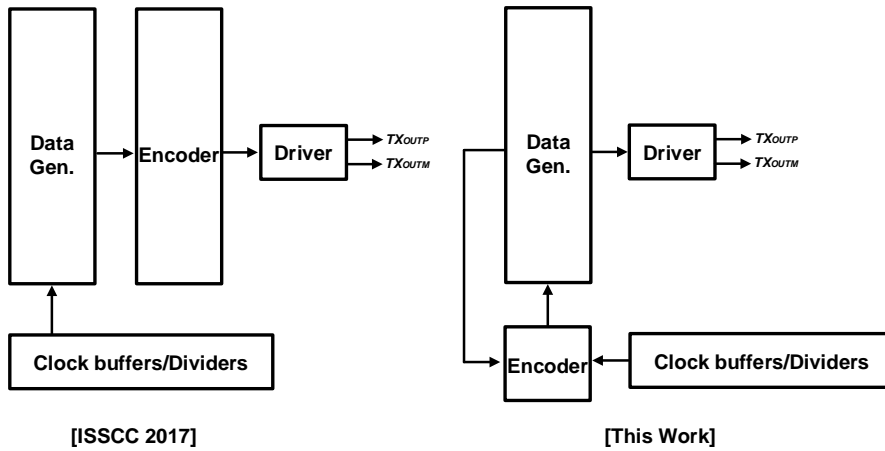 Data
Gen.
Encoder
Driver
TXOUTP
TXOUTM
Clock buffers/Dividers
[ISSCC 2017]
Data
Gen.
Driver
TXOUTP
TXOUTM
Encoder
Clock buffers/Dividers
[This Work]